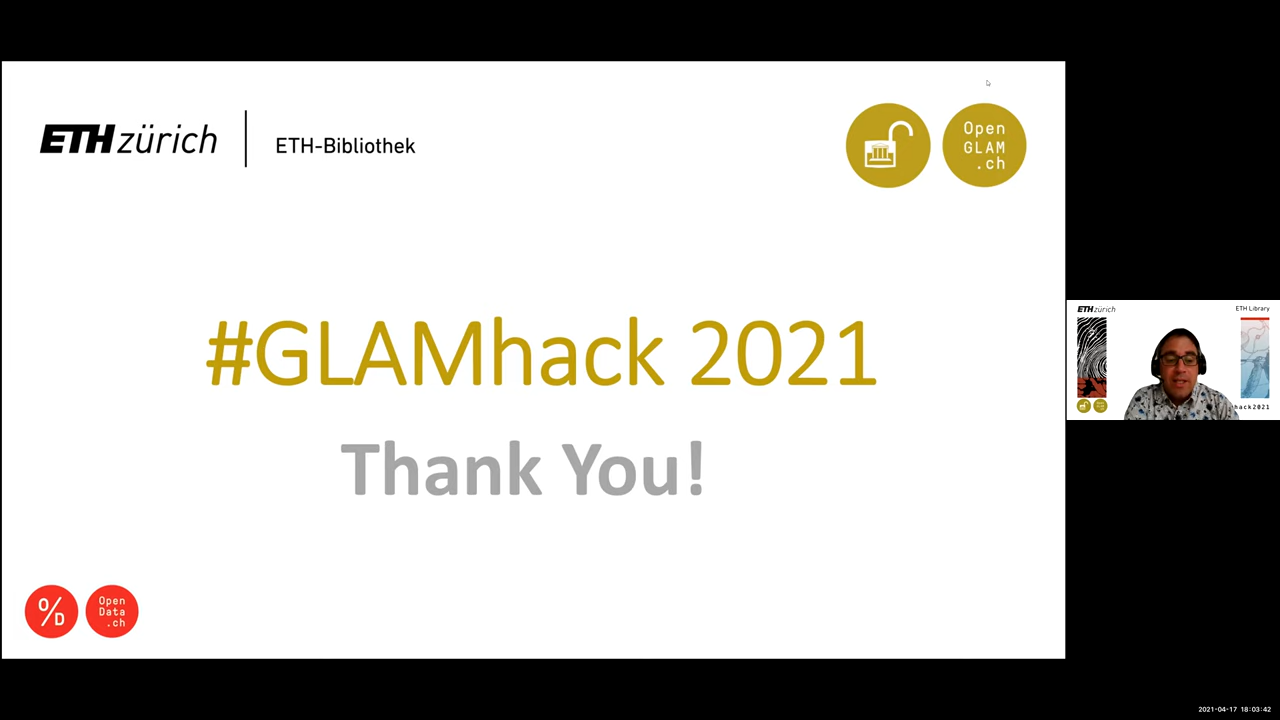 ETH zürich
ETH-Bibliothek
Open
GLAM
.ch
#GLAMhack 2021
Thank You!
O/D
Open
Data
.ch
ETH zürich
ETH Library
hack2021
2021-04-17 18:03:42